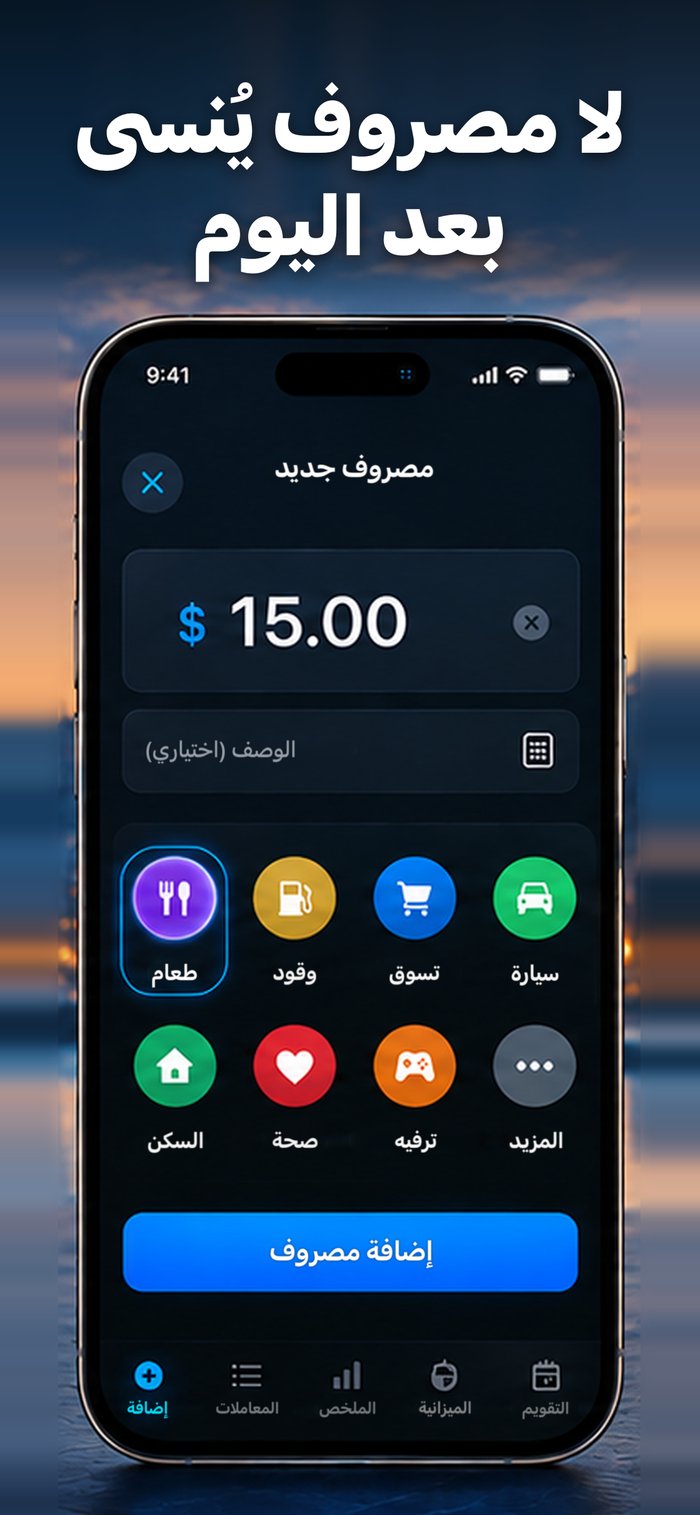 لا مصروف يُنسى
بعد اليوم
9:41
مصروف جديد
$ 15.00
الوصف (اختياري)
طعام وقود تسوق سيارة
السكن صحة ترفيه المزيد
إضافة مصروف
إضافة المعاملات الملخص الميزانية التقويم